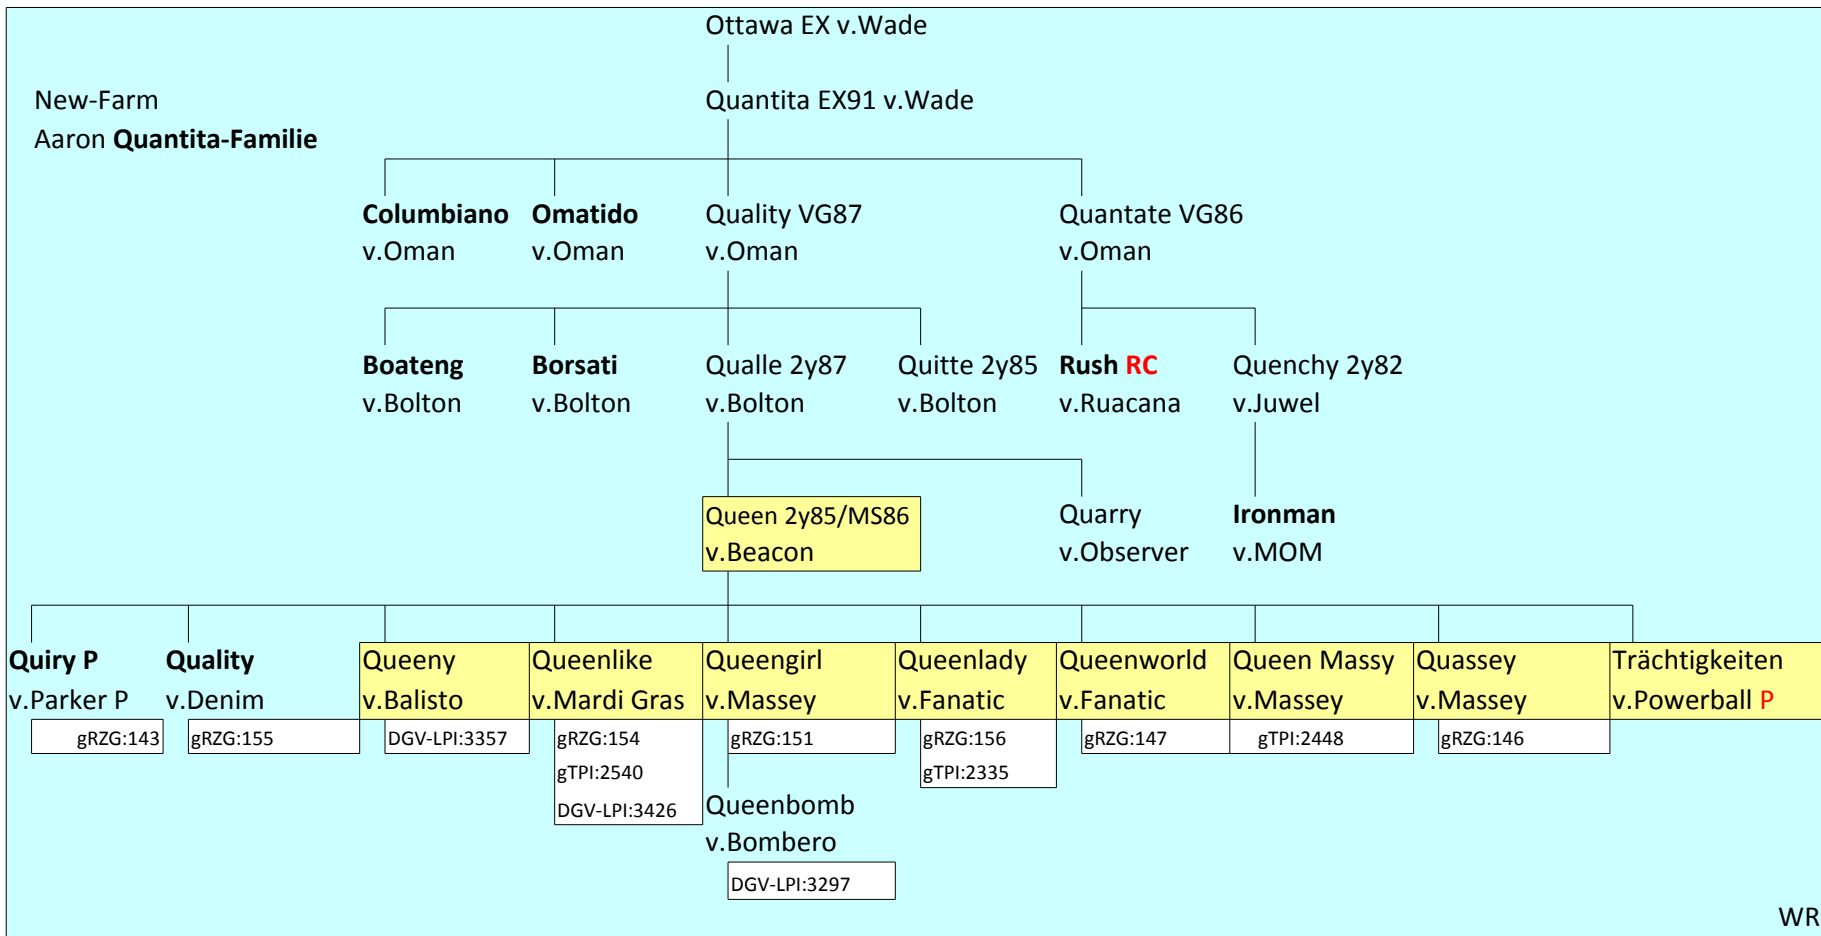 Ottawa EX v.Wade
New-Farm
Aaron Quantita-Familie
Quantita EX91 v.Wade
Columbiano
v.Oman
Omatido
v.Oman
Quality VG87
v.Oman
Quantate VG86
v.Oman
Boateng
v.Bolton
Borsati
v.Bolton
Qualle 2y87
v.Bolton
Quitte 2y85
v.Bolton
Rush RC
v.Ruacana
Quenchy 2y82
v.Juwel
Queen 2y85/MS86
v.Beacon
Quarry
v.Observer
Ironman
v.MOM
Quiry P
v.Parker P
gRZG:143
Quality
v.Denim
gRZG:155
Queeny
v.Balisto
DGV-LPI:3357
Queenlike
v.Mardi Gras
gRZG:154
gTPI:2540
DGV-LPI:3426
Queengirl
v.Massey
gRZG:151
Queenbomb
v.Bombero
DGV-LPI:3297
Queenlady
v.Fanatic
gRZG:156
gTPI:2335
Queenworld
v.Fanatic
gRZG:147
Queen Massy
v.Massey
gTPI:2448
Quassey
v.Massey
gRZG:146
Trächtigkeiten
v.Powerball P
WR